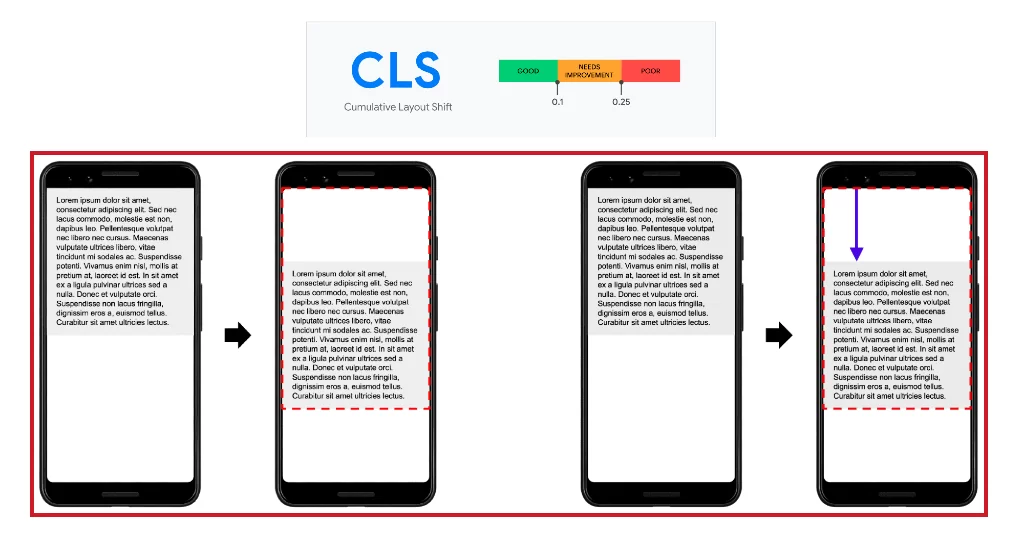 CLS
Cumulative Layout Shift
GOOD
NEEDS
IMPROVEMENT
POOR
0.1
0.25
Lorem ipsum dolor sit amet,
consectetur adipiscing elit. Sed nec
lacus commodo, molestie est non,
dapibus leo. Pellentesque volutpat
nec libero nec cursus. Maecenas
vulputate ultrices libero, vitae
tincidunt mi sodales ac. Suspendisse
potenti. Vivamus enim nisl, mollis at
pretium at, laoreet id est. In sit amet
ex a ligula pulvinar ultrices sed a
nulla. Donec et vulputate orci.
Suspendisse non lacus fringilla,
dignissim eros a, euismod tellus.
Curabitur sit amet ultricies lectus.
Lorem ipsum dolor sit amet,
consectetur adipiscing elit. Sed nec
lacus commodo, molestie est non,
dapibus leo. Pellentesque volutpat
nec libero nec cursus. Maecenas
vulputate ultrices libero, vitae
tincidunt mi sodales ac. Suspendisse
potenti. Vivamus enim nisl, mollis at
pretium at, laoreet id est. In sit amet
ex a ligula pulvinar ultrices sed a
nulla. Donec et vulputate orci.
Suspendisse non lacus fringilla,
dignissim eros a, euismod tellus.
Curabitur sit amet ultricies lectus.
Lorem ipsum dolor sit amet,
consectetur adipiscing elit. Sed nec
lacus commodo, molestie est non,
dapibus leo. Pellentesque volutpat
nec libero nec cursus. Maecenas
vulputate ultrices libero, vitae
tincidunt mi sodales ac. Suspendisse
potenti. Vivamus enim nisl, mollis at
pretium at, laoreet id est. In sit amet
ex a ligula pulvinar ultrices sed a
nulla. Donec et vulputate orci.
Suspendisse non lacus fringilla,
dignissim eros a, euismod tellus.
Curabitur sit amet ultricies lectus.
Lorem ipsum dolor sit amet,
consectetur adipiscing elit. Sed nec
lacus commodo, molestie est non,
dapibus leo. Pellentesque volutpat
nec libero nec cursus. Maecenas
vulputate ultrices libero, vitae
tincidunt mi sodales ac. Suspendisse
potenti. Vivamus enim nisl, mollis at
pretium at, laoreet id est. In sit amet
ex a ligula pulvinar ultrices sed a
nulla. Donec et vulputate orci.
Suspendisse non lacus fringilla,
dignissim eros a, euismod tellus.
Curabitur sit amet ultricies lectus.